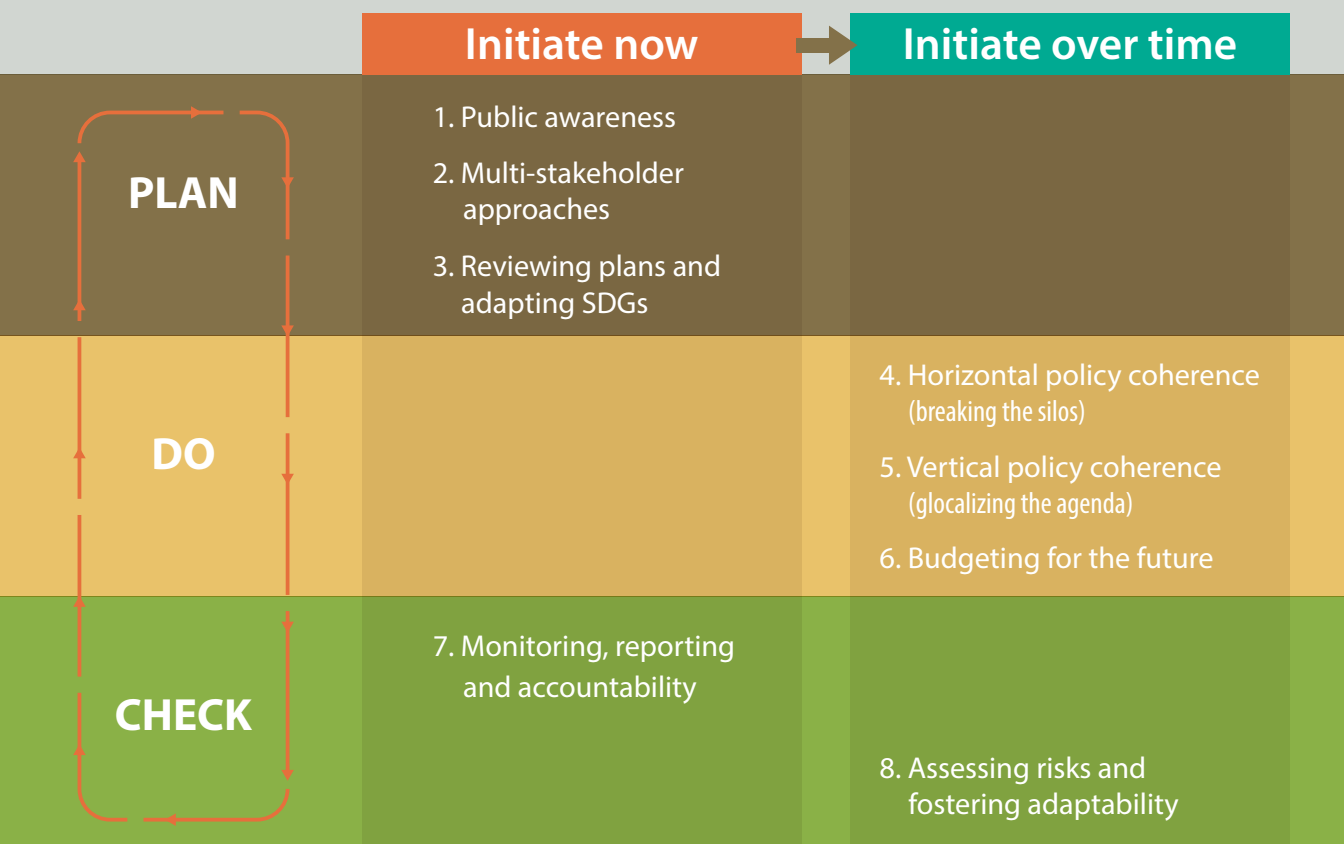 Initiate now
Initiate over time
PLAN
1. Public awareness
2. Multi-stakeholder
approaches
3. Reviewing plans and
adapting SDGs
DO
4. Horizontal policy coherence
(breaking the silos)
5. Vertical policy coherence
(glocalizing the agenda)
6. Budgeting for the future
CHECK
7. Monitoring, reporting
and accountability
8. Assessing risks and
fostering adaptability